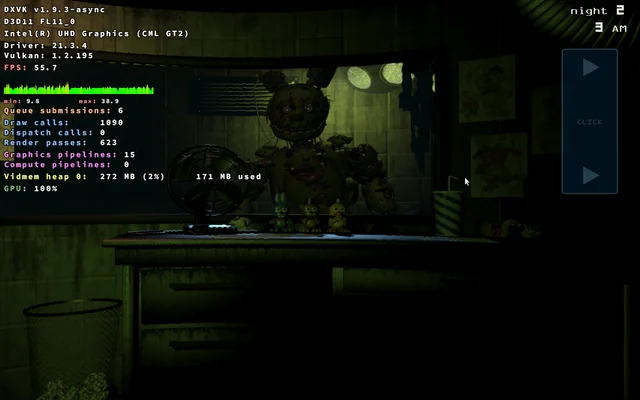 DXVK v1.9.3-async
D3D11 FL11_0
Intel(R) UHD Graphics (CML GT2)
Driver: 21.3.4
Vulkan: 1.2.195
FPS: 55.7
min: 9.8 max: 38.9
Queue submissions: 6
Draw calls: 1090
Dispatch calls: 0
Render passes: 623
Graphics pipelines: 15
Compute pipelines: 0
Vidmem heap 0: 272 MB (2%) 171 MB used
GPU: 100%
night 2
3 AM
CLICK